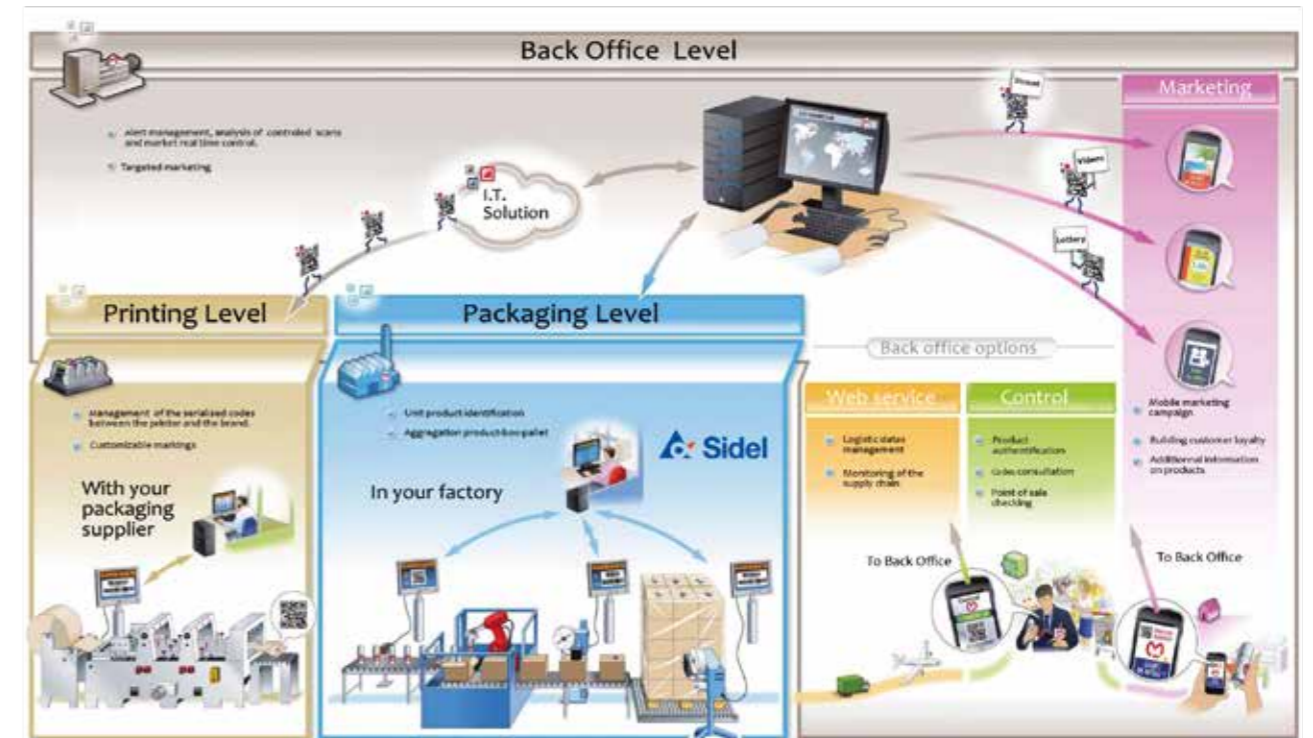 Back Office Level
Marketing
Alert management, analysis of controled scans
and market real time control.
Targeted marketing
I.T.
Solution
Videos
Lottery
Printing Level
Packaging Level
Back office options
Management of the serialised codes
between the printer and the brand.
Customizable markings
With your
packaging
supplier
Unit product identification
Aggregation product-box-pallet
Sidel
In your factory
Web service
Logistic datas
management
Monitoring of the
supply chain
Control
Product
authentification
Codes consultation
Point of sale
checking
Mobile marketing
campaign
Building customer loyalty
Additionnal information
on products
To Back Office
To Back Office